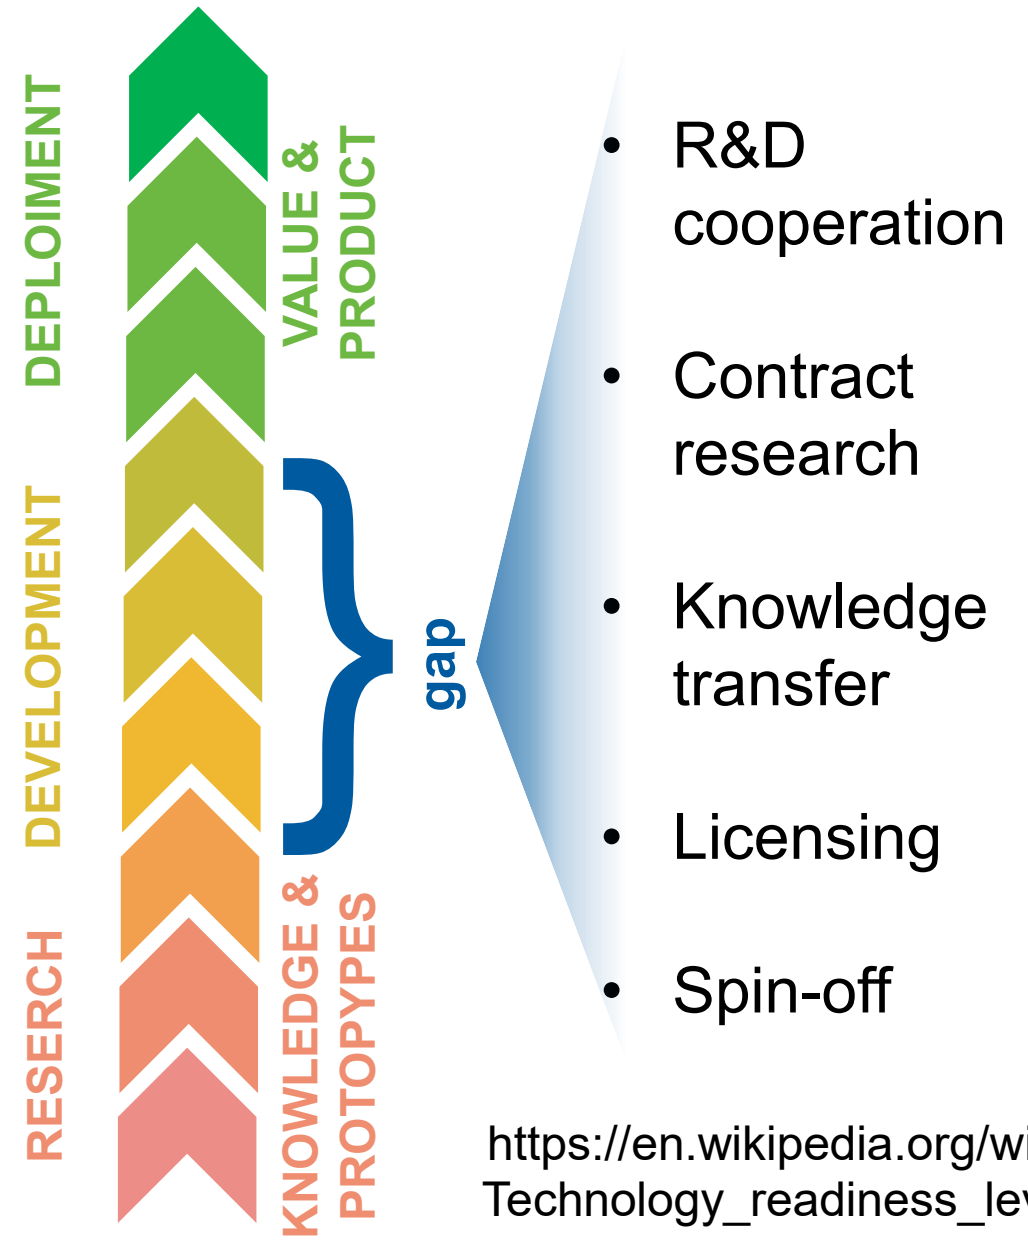 DEPLOIMENT
DEVELOPMENT
RESERCH
VALUE &
PRODUCT
KNOWLEDGE &
PROTOPYPES
gap
• R&D
cooperation
• Contract
research
• Knowledge
transfer
• Licensing
• Spin-off
https://en.wikipedia.org/wi
Technology_readiness_lev